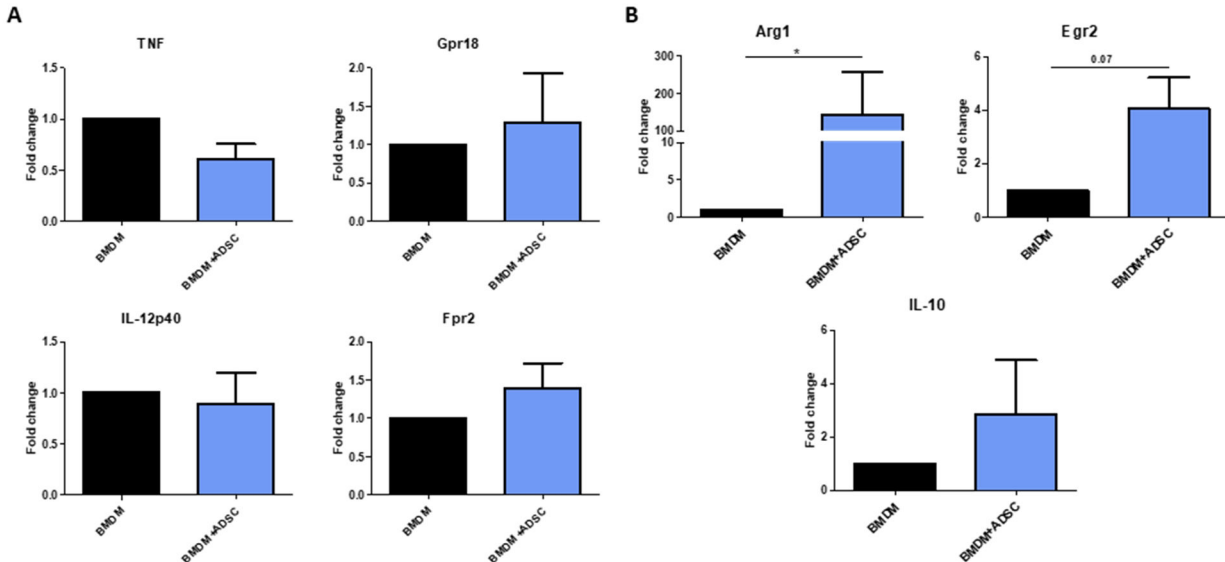 A
TNF
Fold change
1.5
1.0
0.5
0.0
BMDM
BMDM+ADSC
Gpr18
Fold change
2.0
1.5
1.0
0.5
0.0
BMDM
BMDM+ADSC
IL-12p40
Fold change
1.5
1.0
0.5
0.0
BMDM
BMDM+ADSC
Fpr2
Fold change
2.0
1.5
1.0
0.5
0.0
BMDM
BMDM+ADSC
B
Arg1
*
Fold change
300
200
100
10
5
0
BMDM
BMDM+ADSC
Egr2
0.07
Fold change
6
4
2
0
BMDM
BMDM+ADSC
IL-10
Fold change
6
4
2
0
BMDM
BMDM+ADSC